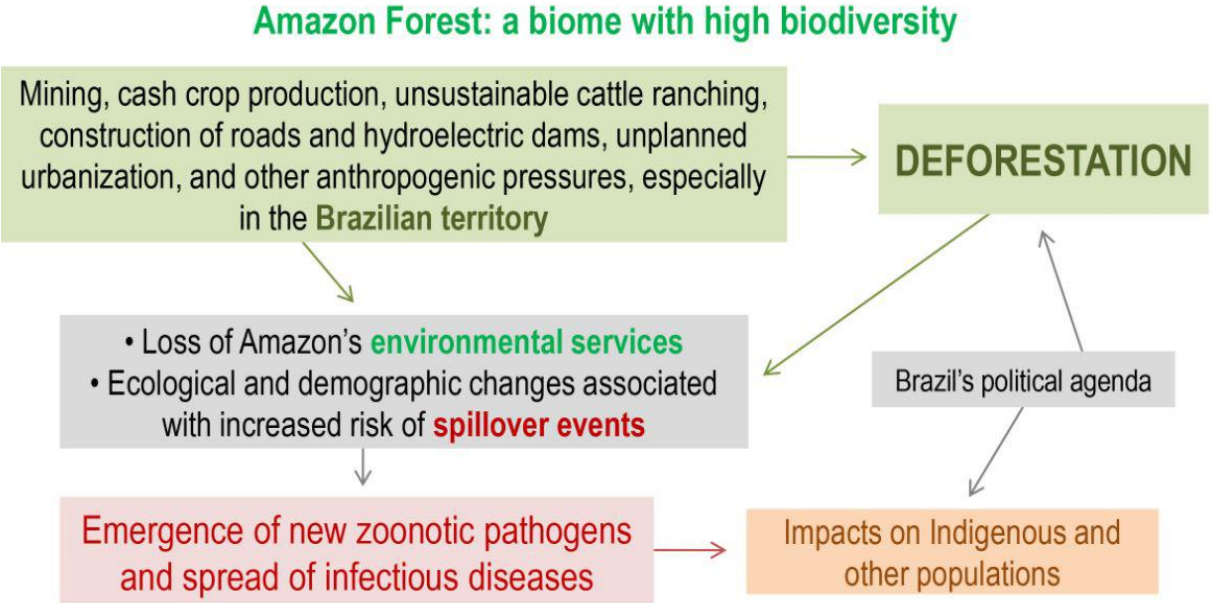 Amazon Forest: a biome with high biodiversity
Mining, cash crop production, unsustainable cattle ranching,
construction of roads and hydroelectric dams, unplanned
urbanization, and other anthropogenic pressures, especially
in the Brazilian territory
DEFORESTATION
• Loss of Amazon’s environmental services
• Ecological and demographic changes associated
with increased risk of spillover events
Brazil’s political agenda
Emergence of new zoonotic pathogens
and spread of infectious diseases
Impacts on Indigenous and
other populations